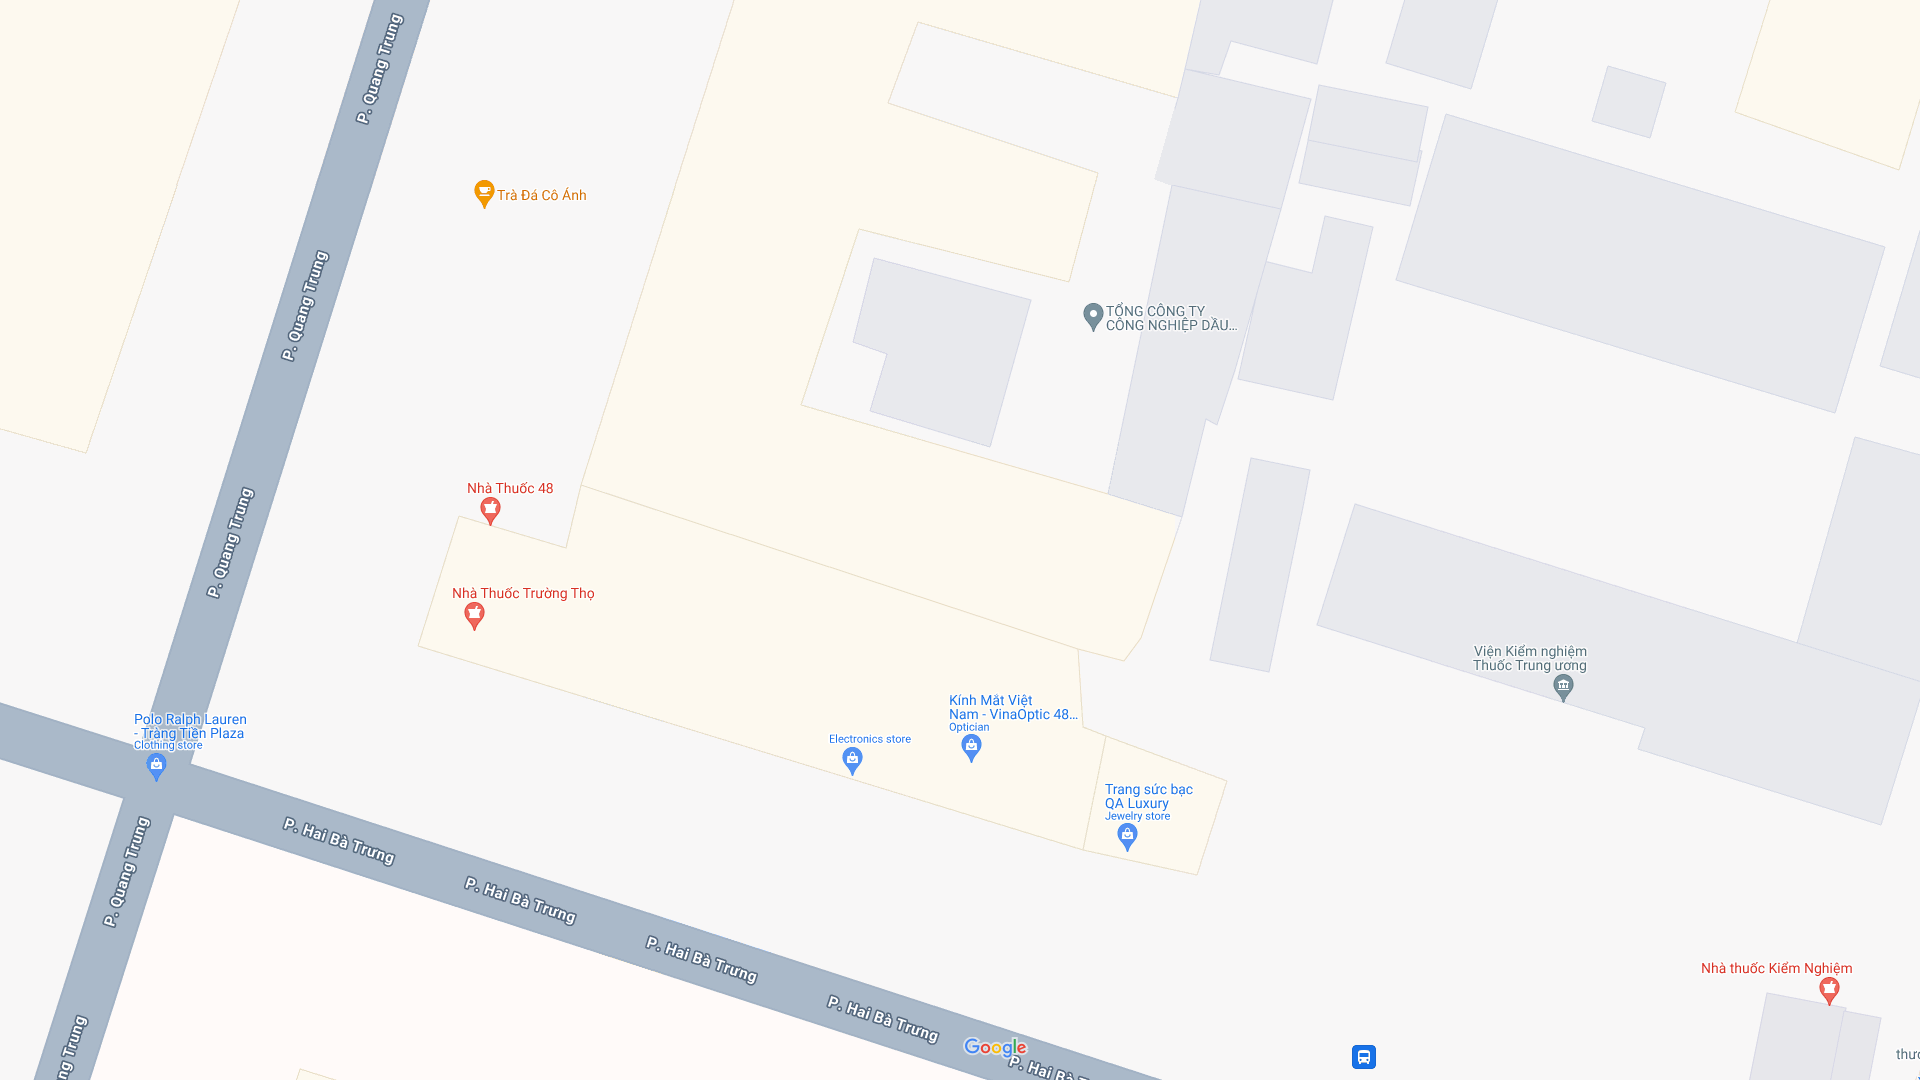 P. Quang Trung
Trà Đá Cô Ánh
P. Quang Trung
TỔNG CÔNG TY
CÔNG NGHIỆP DẦU...
Nhà Thuốc 48
P. Quang Trung
Nhà Thuốc Trường Thọ
Viện Kiểm nghiệm
Thuốc Trung ương
Kính Mắt Việt
Nam - VinaOptic 48...
Optician
Polo Ralph Lauren
- Tràng Tiền Plaza
Clothing store
Electronics store
Trang sức bạc
QA Luxury
Jewelry store
P. Quang Trung
P. Hai Bà Trưng
P. Hai Bà Trưng
P. Hai Bà Trưng
Nhà thuốc Kiểm Nghiệm
P. Hai Bà Trưng
Google
P. Hai Bà
Trung